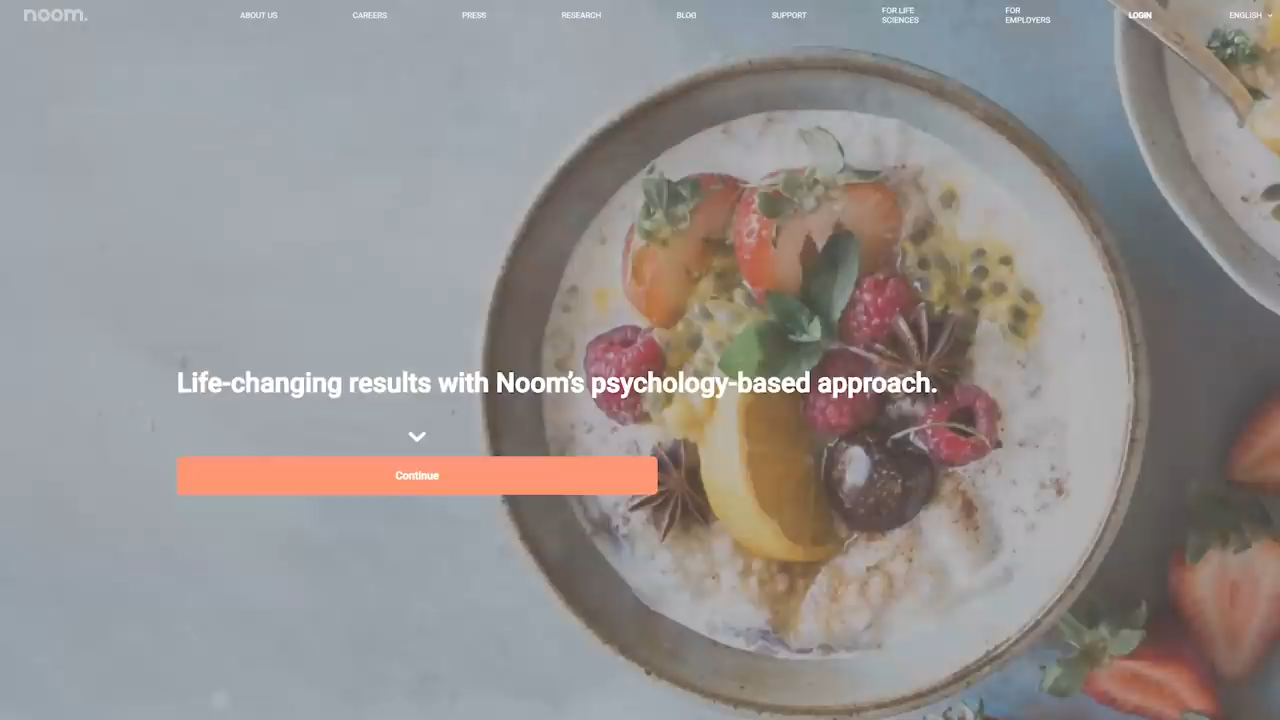 noom.
ABOUT US
CAREERS
PRESS
RESEARCH
BLOG
SUPPORT
FOR LIFE
SCIENCES
FOR
EMPLOYERS
LOGIN
ENGLISH
Life-changing results with Noom’s psychology-based approach.
Continue